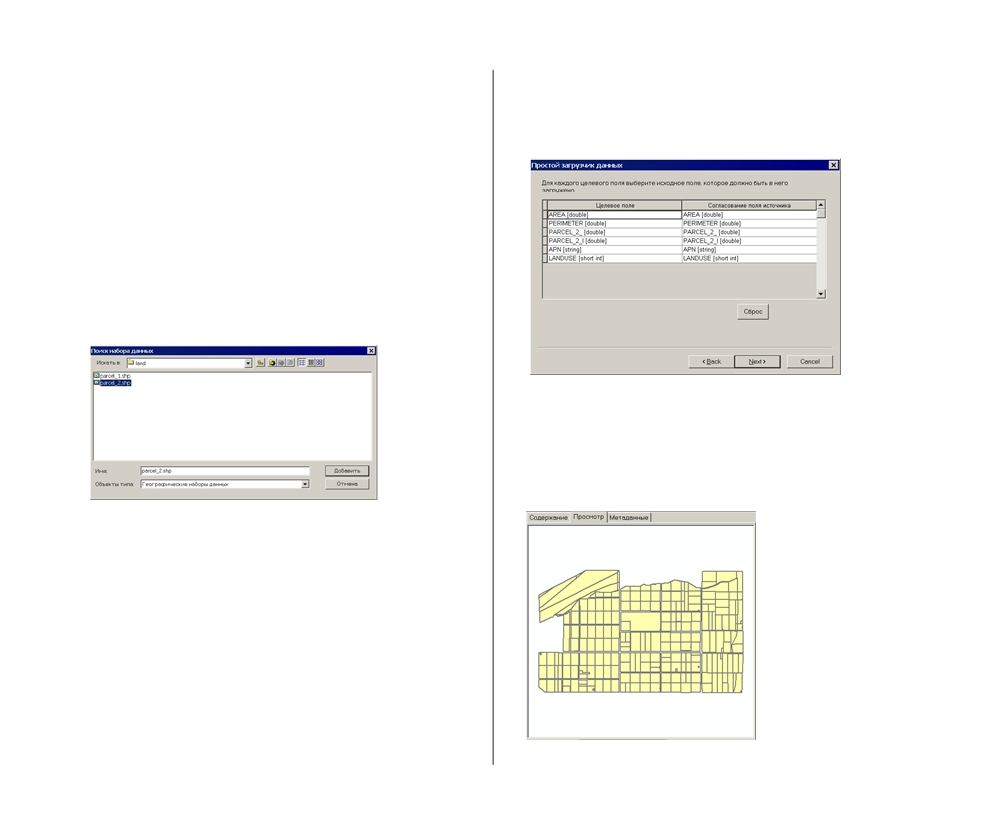 Поиск набора данных
Искать в: land
parcel_1.shp
parcel_2.shp
Имя: parcel_2.shp Добавить
Объекты типа: Географические наборы данных Отмена
Простой загрузчик данных
Для каждого целевого поля выберите исходное поле, которое должно быть в него
загружено.
Целевое поле Согласование поля источника
AREA [double] AREA [double]
PERIMETER [double] PERIMETER [double]
PARCEL_2_ [double] PARCEL_2_ [double]
PARCEL_2_I [double] PARCEL_2_I [double]
APN [string] APN [string]
LANDUSE [short int] LANDUSE [short int]
Сброс
< Back Next > Cancel
Содержание Просмотр Метаданные